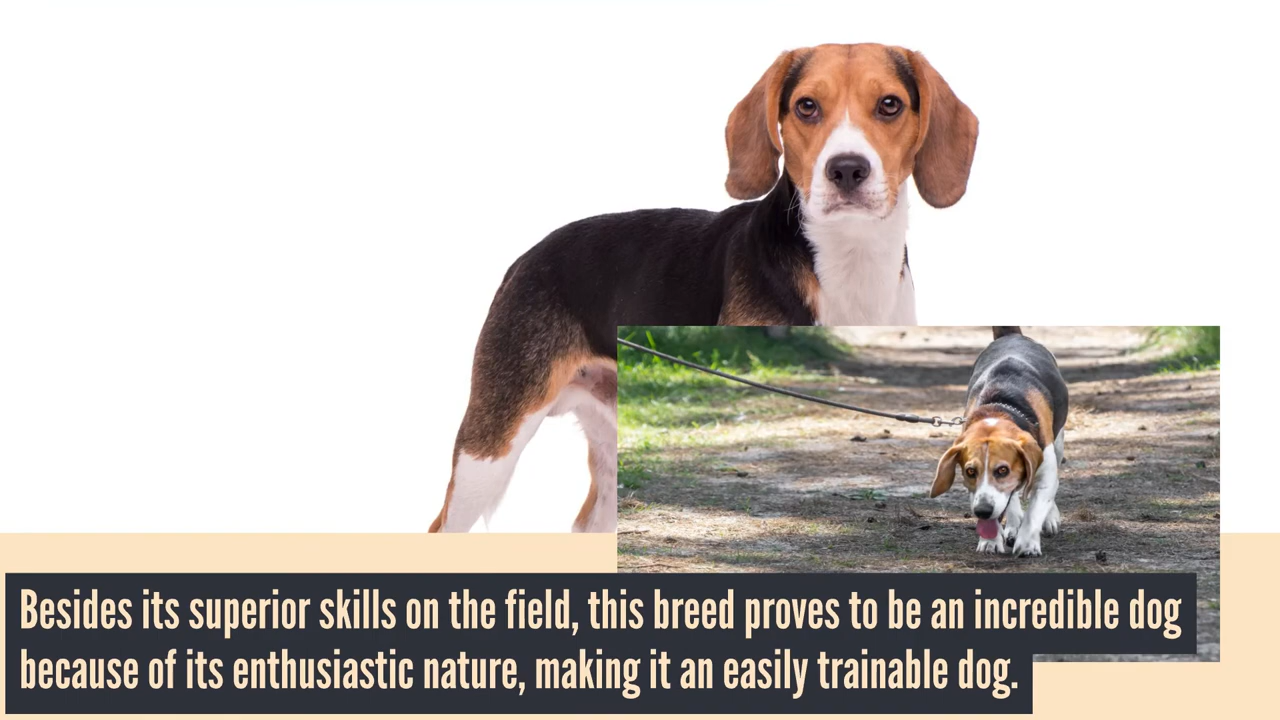 Besides its superior skills on the field, this breed proves to be an incredible dog
because of its enthusiastic nature, making it an easily trainable dog.